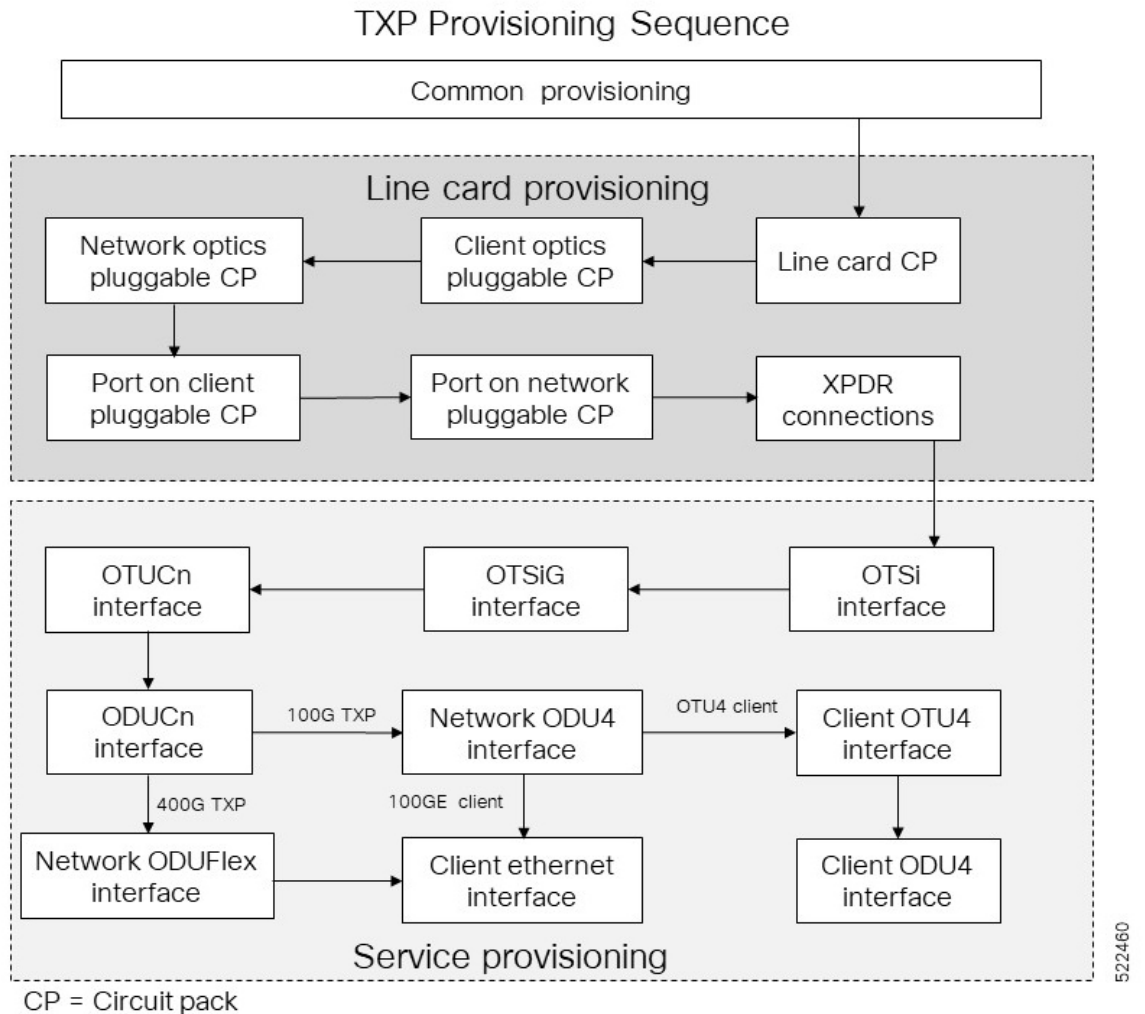 TXP Provisioning Sequence
Common provisioning
Line card provisioning
Network optics
pluggable CP
Client optics
pluggable CP
Line card CP
Port on client
pluggable CP
Port on network
pluggable CP
XPDR
connections
OTUCn
interface
OTSiG
interface
OTSi
interface
ODUCn
interface
100G TXP
Network ODU4
interface
OTU4 client
Client OTU4
interface
400G TXP
100GE client
Network ODUFlex
interface
Client ethernet
interface
Client ODU4
interface
Service provisioning
522460
CP = Circuit pack